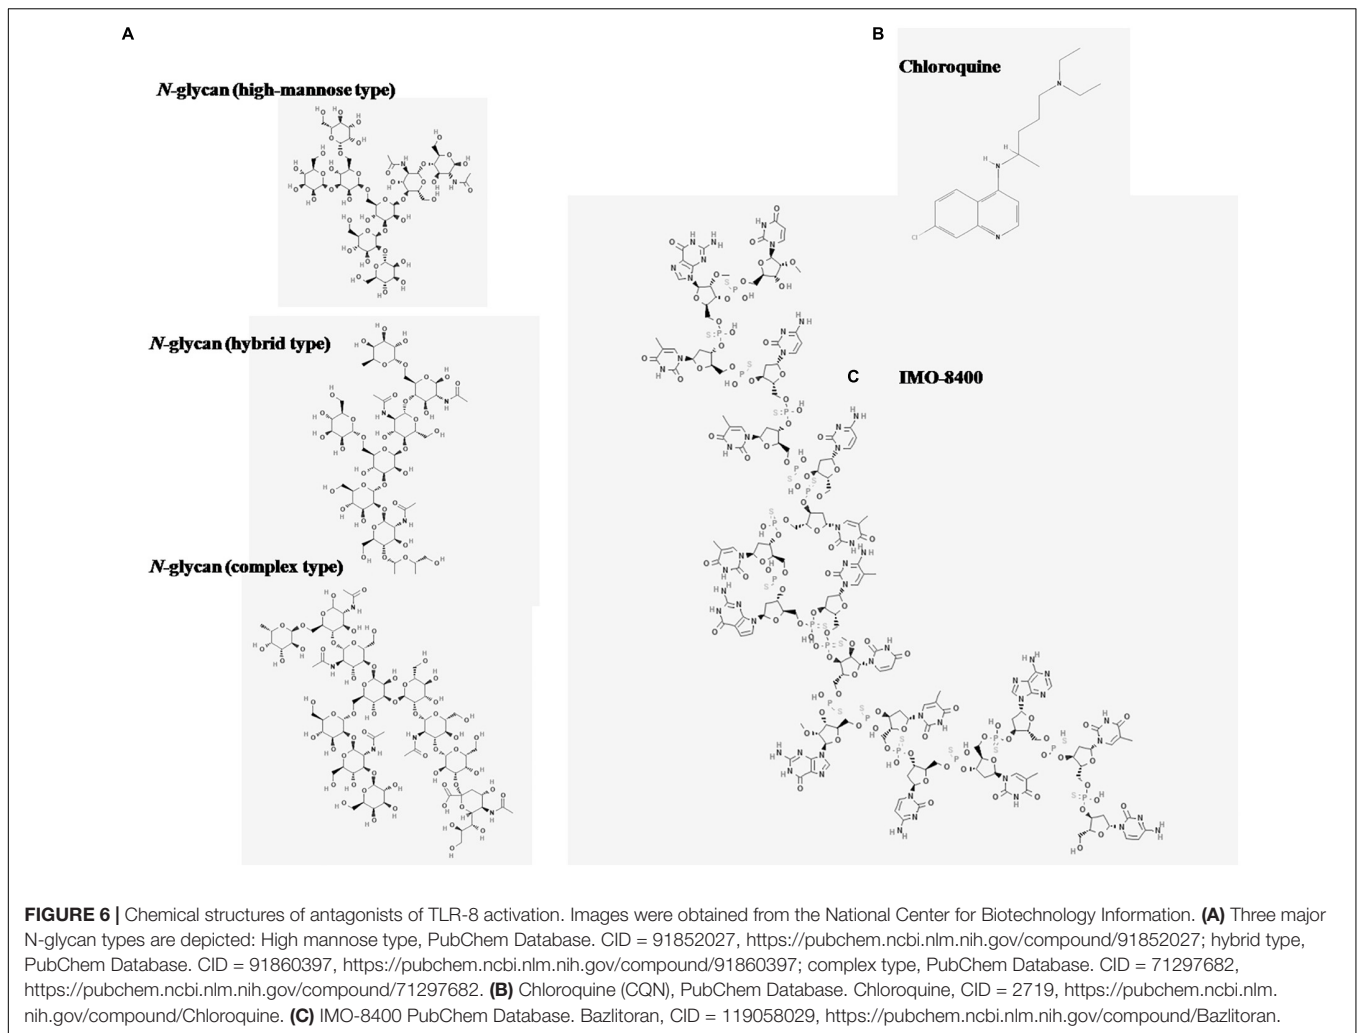 A
B
Chloroquine
N-glycan (high-mannose type)
N-glycan (hybrid type)
C
IMO-8400
N-glycan (complex type)
FIGURE 6 | Chemical structures of antagonists of TLR-8 activation. Images were obtained from the National Center for Biotechnology Information. (A) Three major
N-glycan types are depicted: High mannose type, PubChem Database. CID = 91852027, https://pubchem.ncbi.nlm.nih.gov/compound/91852027; hybrid type,
PubChem Database. CID = 91860397, https://pubchem.ncbi.nlm.nih.gov/compound/91860397; complex type, PubChem Database. CID = 71297682,
https://pubchem.ncbi.nlm.nih.gov/compound/71297682. (B) Chloroquine (CQN), PubChem Database. Chloroquine, CID = 2719, https://pubchem.ncbi.nlm.
nih.gov/compound/Chloroquine. (C) IMO-8400 PubChem Database. Bazlitoran, CID = 119058029, https://pubchem.ncbi.nlm.nih.gov/compound/Bazlitoran.